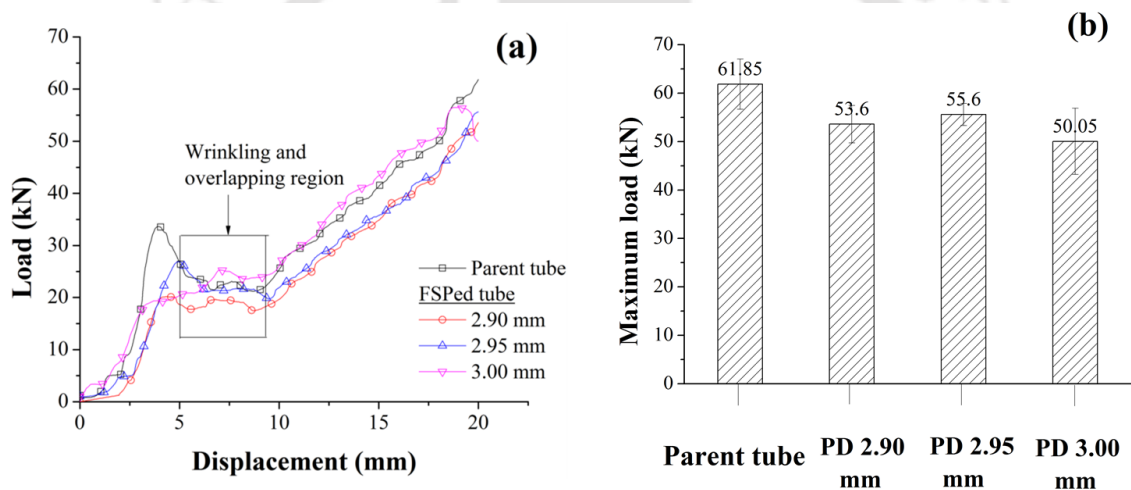 (a)
70
60
50
40
30
20
10
0
Load (kN)
Wrinkling and
overlapping region
Parent tube
FSPed tube
2.90 mm
2.95 mm
3.00 mm
0 5 10 15 20
Displacement (mm)
(b)
70
60
50
40
30
20
10
0
Maximum load (kN)
61.85
53.6
55.6
50.05
Parent tube PD 2.90 PD 2.95 PD 3.00
mm mm mm